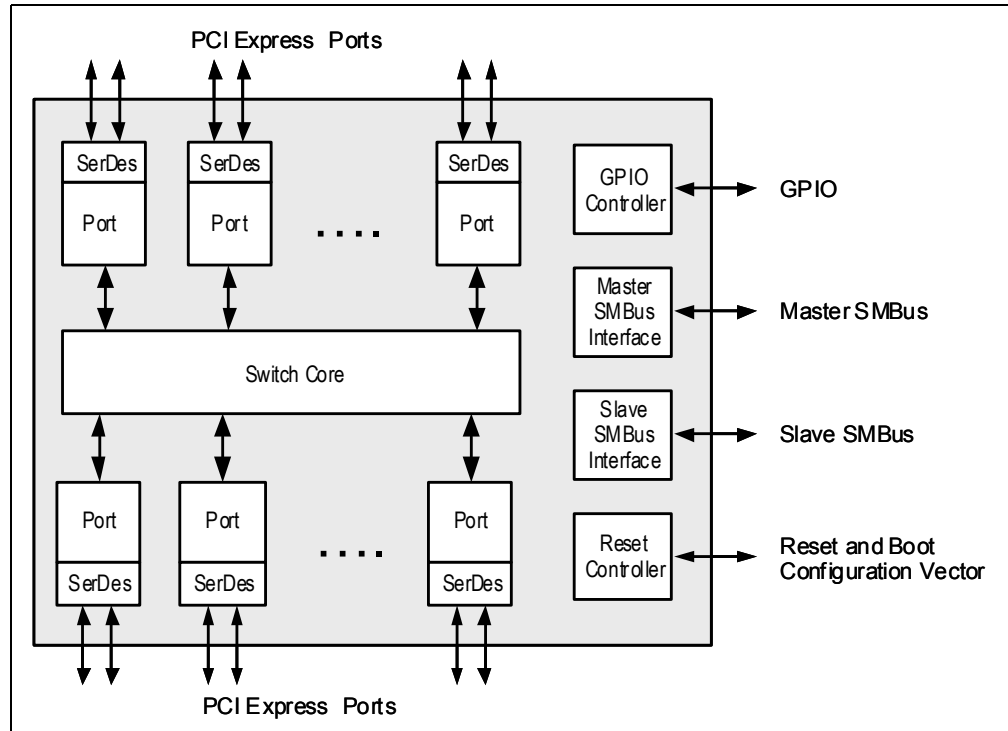 PCI Express Ports
SerDes
Port
SerDes
Port
. . . .
SerDes
Port
GPIO
Controller
GPIO
Master
SMBus
Interface
Master SMBus
Switch Core
Slave
SMBus
Interface
Slave SMBus
Port
SerDes
Port
SerDes
. . . .
Port
SerDes
Reset
Controller
Reset and Boot
Configuration Vector
PCI Express Ports